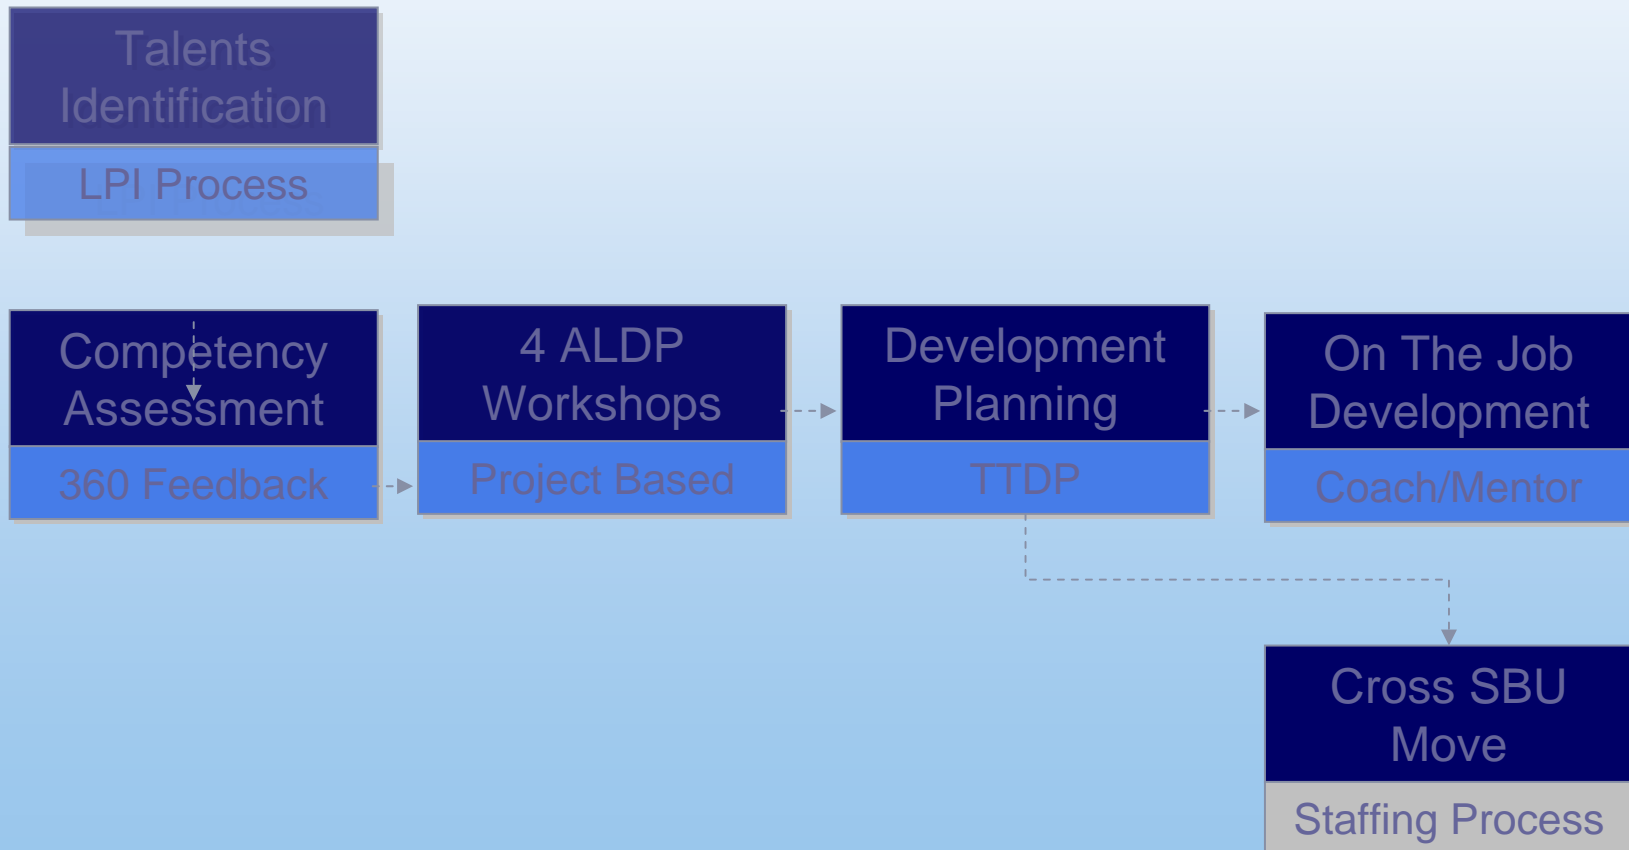 Talents
Identification
LPI Process
Competency
Assessment
360 Feedback
4 ALDP
Workshops
Project Based
Development
Planning
TTDP
On The Job
Development
Coach/Mentor
Cross SBU
Move
Staffing Process